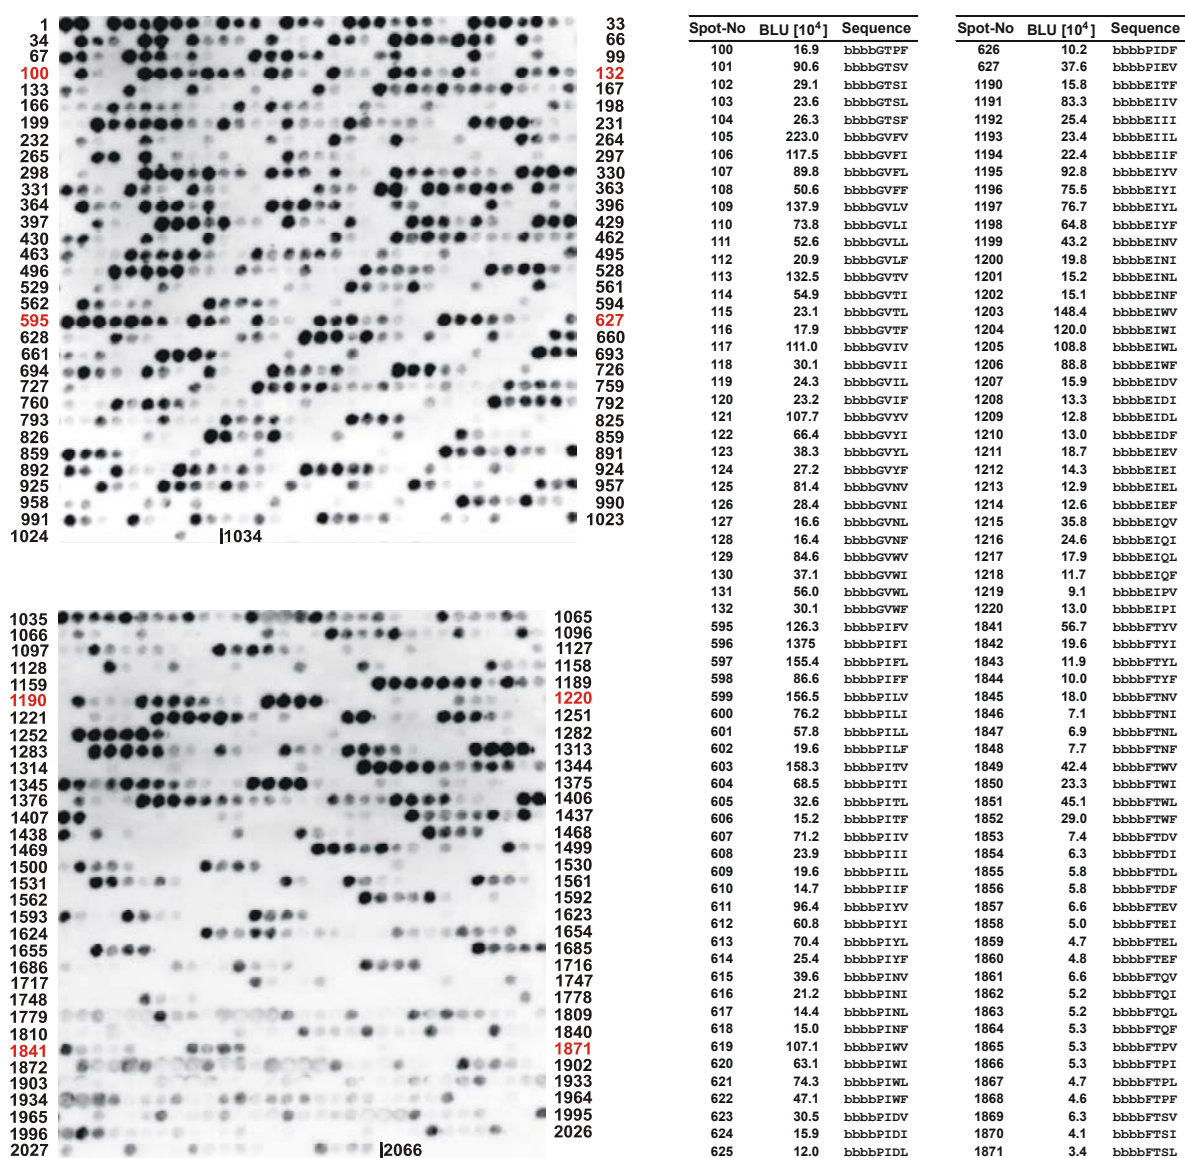 1 33
34 66
67 99
100 132
133 167
166 198
199 231
232 264
265 297
298 330
331 363
364 396
397 429
430 462
463 495
496 528
529 561
562 594
595 627
628 660
661 693
694 726
727 759
760 792
793 825
826 859
859 891
892 924
925 957
958 990
991 1023
1024 1034
1035 1065
1066 1096
1097 1127
1128 1158
1159 1189
1190 1220
1221 1251
1252 1282
1283 1313
1314 1344
1345 1375
1376 1406
1407 1437
1438 1468
1469 1499
1500 1530
1531 1561
1562 1592
1593 1623
1624 1654
1655 1685
1686 1716
1717 1747
1748 1778
1779 1809
1810 1840
1841 1871
1872 1902
1903 1933
1934 1964
1965 1995
1996 2026
2027 2066
Spot-No BLU [10⁴] Sequence
100 16.9 bbbbGTPF
101 90.6 bbbbGTSV
102 29.1 bbbbGTSI
103 23.6 bbbbGTSL
104 26.3 bbbbGTSF
105 223.0 bbbbGVFV
106 117.5 bbbbGVFI
107 89.8 bbbbGVFL
108 50.6 bbbbGVFF
109 137.9 bbbbGVLV
110 73.8 bbbbGVLI
111 52.6 bbbbGVLL
112 20.9 bbbbGVLF
113 132.5 bbbbGVTV
114 54.9 bbbbGVTI
115 23.1 bbbbGVTL
116 17.9 bbbbGVTF
117 111.0 bbbbGVIV
118 30.1 bbbbGVII
119 24.3 bbbbGVIL
120 23.2 bbbbGVIF
121 107.7 bbbbGVYV
122 66.4 bbbbGVYI
123 38.3 bbbbGVYL
124 27.2 bbbbGVYF
125 81.4 bbbbGVNV
126 28.4 bbbbGVNI
127 16.6 bbbbGVNL
128 16.4 bbbbGVNF
129 84.6 bbbbGVWV
130 37.1 bbbbGVWI
131 56.0 bbbbGVWL
132 30.1 bbbbGVWF
595 126.3 bbbbPIFV
596 1375 bbbbPIFI
597 155.4 bbbbPIFL
598 86.6 bbbbPIFF
599 156.5 bbbbPILV
600 76.2 bbbbPILI
601 57.8 bbbbPILL
602 19.6 bbbbPILF
603 158.3 bbbbPITV
604 68.5 bbbbPITI
605 32.6 bbbbPITL
606 15.2 bbbbPITF
607 71.2 bbbbPIIV
608 23.9 bbbbPIII
609 19.6 bbbbPIIL
610 14.7 bbbbPIIF
611 96.4 bbbbPIYV
612 60.8 bbbbPIYI
613 70.4 bbbbPIYL
614 25.4 bbbbPIYF
615 39.6 bbbbPINV
616 21.2 bbbbPINI
617 14.4 bbbbPINL
618 15.0 bbbbPINF
619 107.1 bbbbPIWV
620 63.1 bbbbPIWI
621 74.3 bbbbPIWL
622 47.1 bbbbPIWF
623 30.5 bbbbPIDV
624 15.9 bbbbPIDI
625 12.0 bbbbPIDL
Spot-No BLU [10⁴] Sequence
626 10.2 bbbbPIDF
627 37.6 bbbbPIEV
1190 15.8 bbbbEITF
1191 83.3 bbbbEIIV
1192 25.4 bbbbEIII
1193 23.4 bbbbEIIL
1194 22.4 bbbbEIIF
1195 92.8 bbbbEIYV
1196 75.5 bbbbEIYI
1197 76.7 bbbbEIYL
1198 64.8 bbbbEIYF
1199 43.2 bbbbEINV
1200 19.8 bbbbEINI
1201 15.2 bbbbEINL
1202 15.1 bbbbEINF
1203 148.4 bbbbEIWV
1204 120.0 bbbbEIWI
1205 108.8 bbbbEIWL
1206 88.8 bbbbEIWF
1207 15.9 bbbbEIDV
1208 13.3 bbbbEIDI
1209 12.8 bbbbEIDL
1210 13.0 bbbbEIDF
1211 18.7 bbbbEIEV
1212 14.3 bbbbEIEI
1213 12.9 bbbbEIEL
1214 12.6 bbbbEIEF
1215 35.8 bbbbEIQV
1216 24.6 bbbbEIQI
1217 17.9 bbbbEIQL
1218 11.7 bbbbEIQF
1219 9.1 bbbbEIPV
1220 13.0 bbbbEIPI
1841 56.7 bbbbFTYV
1842 19.6 bbbbFTYI
1843 11.9 bbbbFTYL
1844 10.0 bbbbFTYF
1845 18.0 bbbbFTNV
1846 7.1 bbbbFTNI
1847 6.9 bbbbFTNL
1848 7.7 bbbbFTNF
1849 42.4 bbbbFTWV
1850 23.3 bbbbFTWI
1851 45.1 bbbbFTWL
1852 29.0 bbbbFTWF
1853 7.4 bbbbFTDV
1854 6.3 bbbbFTDI
1855 5.8 bbbbFTDL
1856 5.8 bbbbFTDF
1857 6.6 bbbbFTEV
1858 5.0 bbbbFTEI
1859 4.7 bbbbFTEL
1860 4.8 bbbbFTEF
1861 6.6 bbbbFTQV
1862 5.2 bbbbFTQI
1863 5.2 bbbbFTQL
1864 5.3 bbbbFTQF
1865 5.3 bbbbFTPV
1866 5.3 bbbbFTPI
1867 4.7 bbbbFTPL
1868 4.6 bbbbFTPF
1869 6.3 bbbbFTSV
1870 4.1 bbbbFTSI
1871 3.4 bbbbFTSL